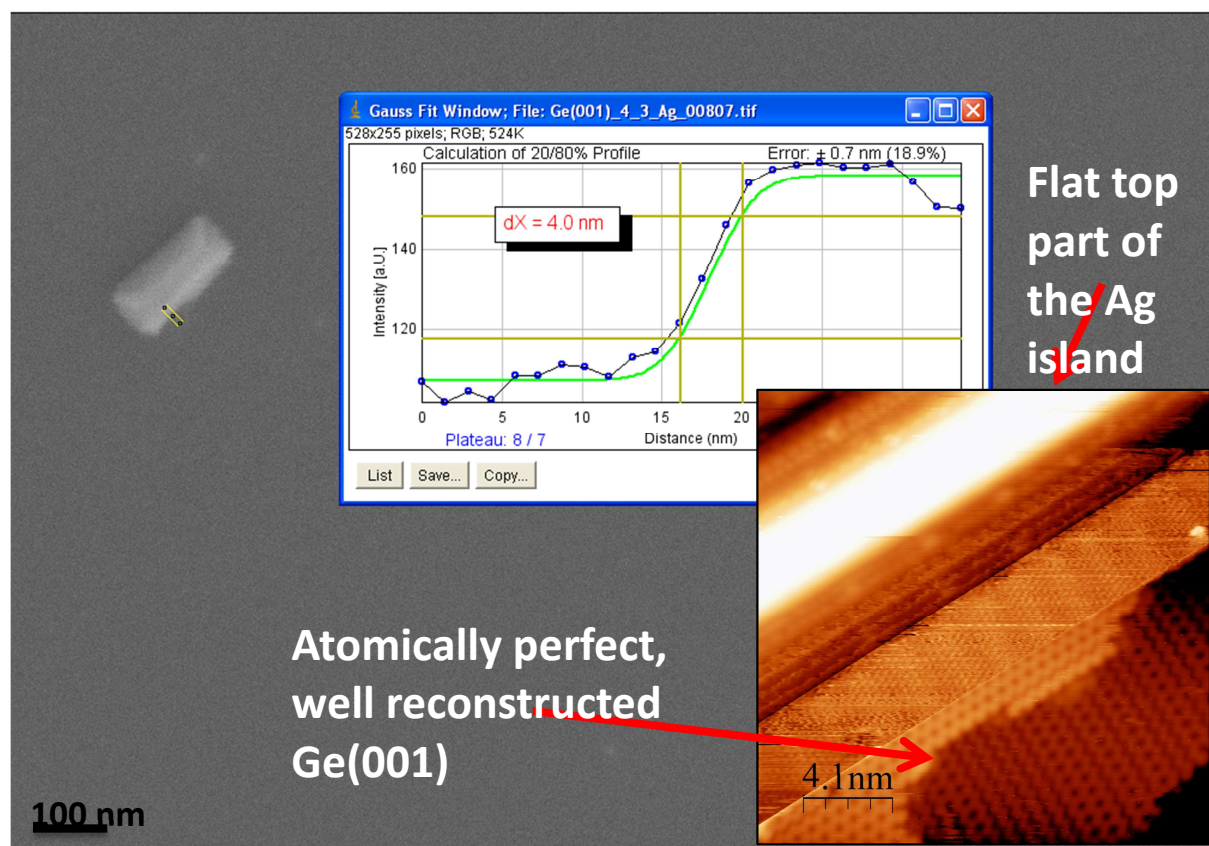 Gauss Fit Window; File: Ge(001)_4_3_Ag_00807.tif
528x255 pixels; RGB; 524K
Calculation of 20/80% Profile
Error: ± 0.7 nm (18.9%)
160
140
120
Intensity [a.U.]
dX = 4.0 nm
0 5 10 15 20
Plateau: 8 / 7
Distance (nm)
List Save... Copy...
Flat top
part of
the Ag
island
Atomically perfect,
well reconstructed
Ge(001)
4.1nm
100 nm